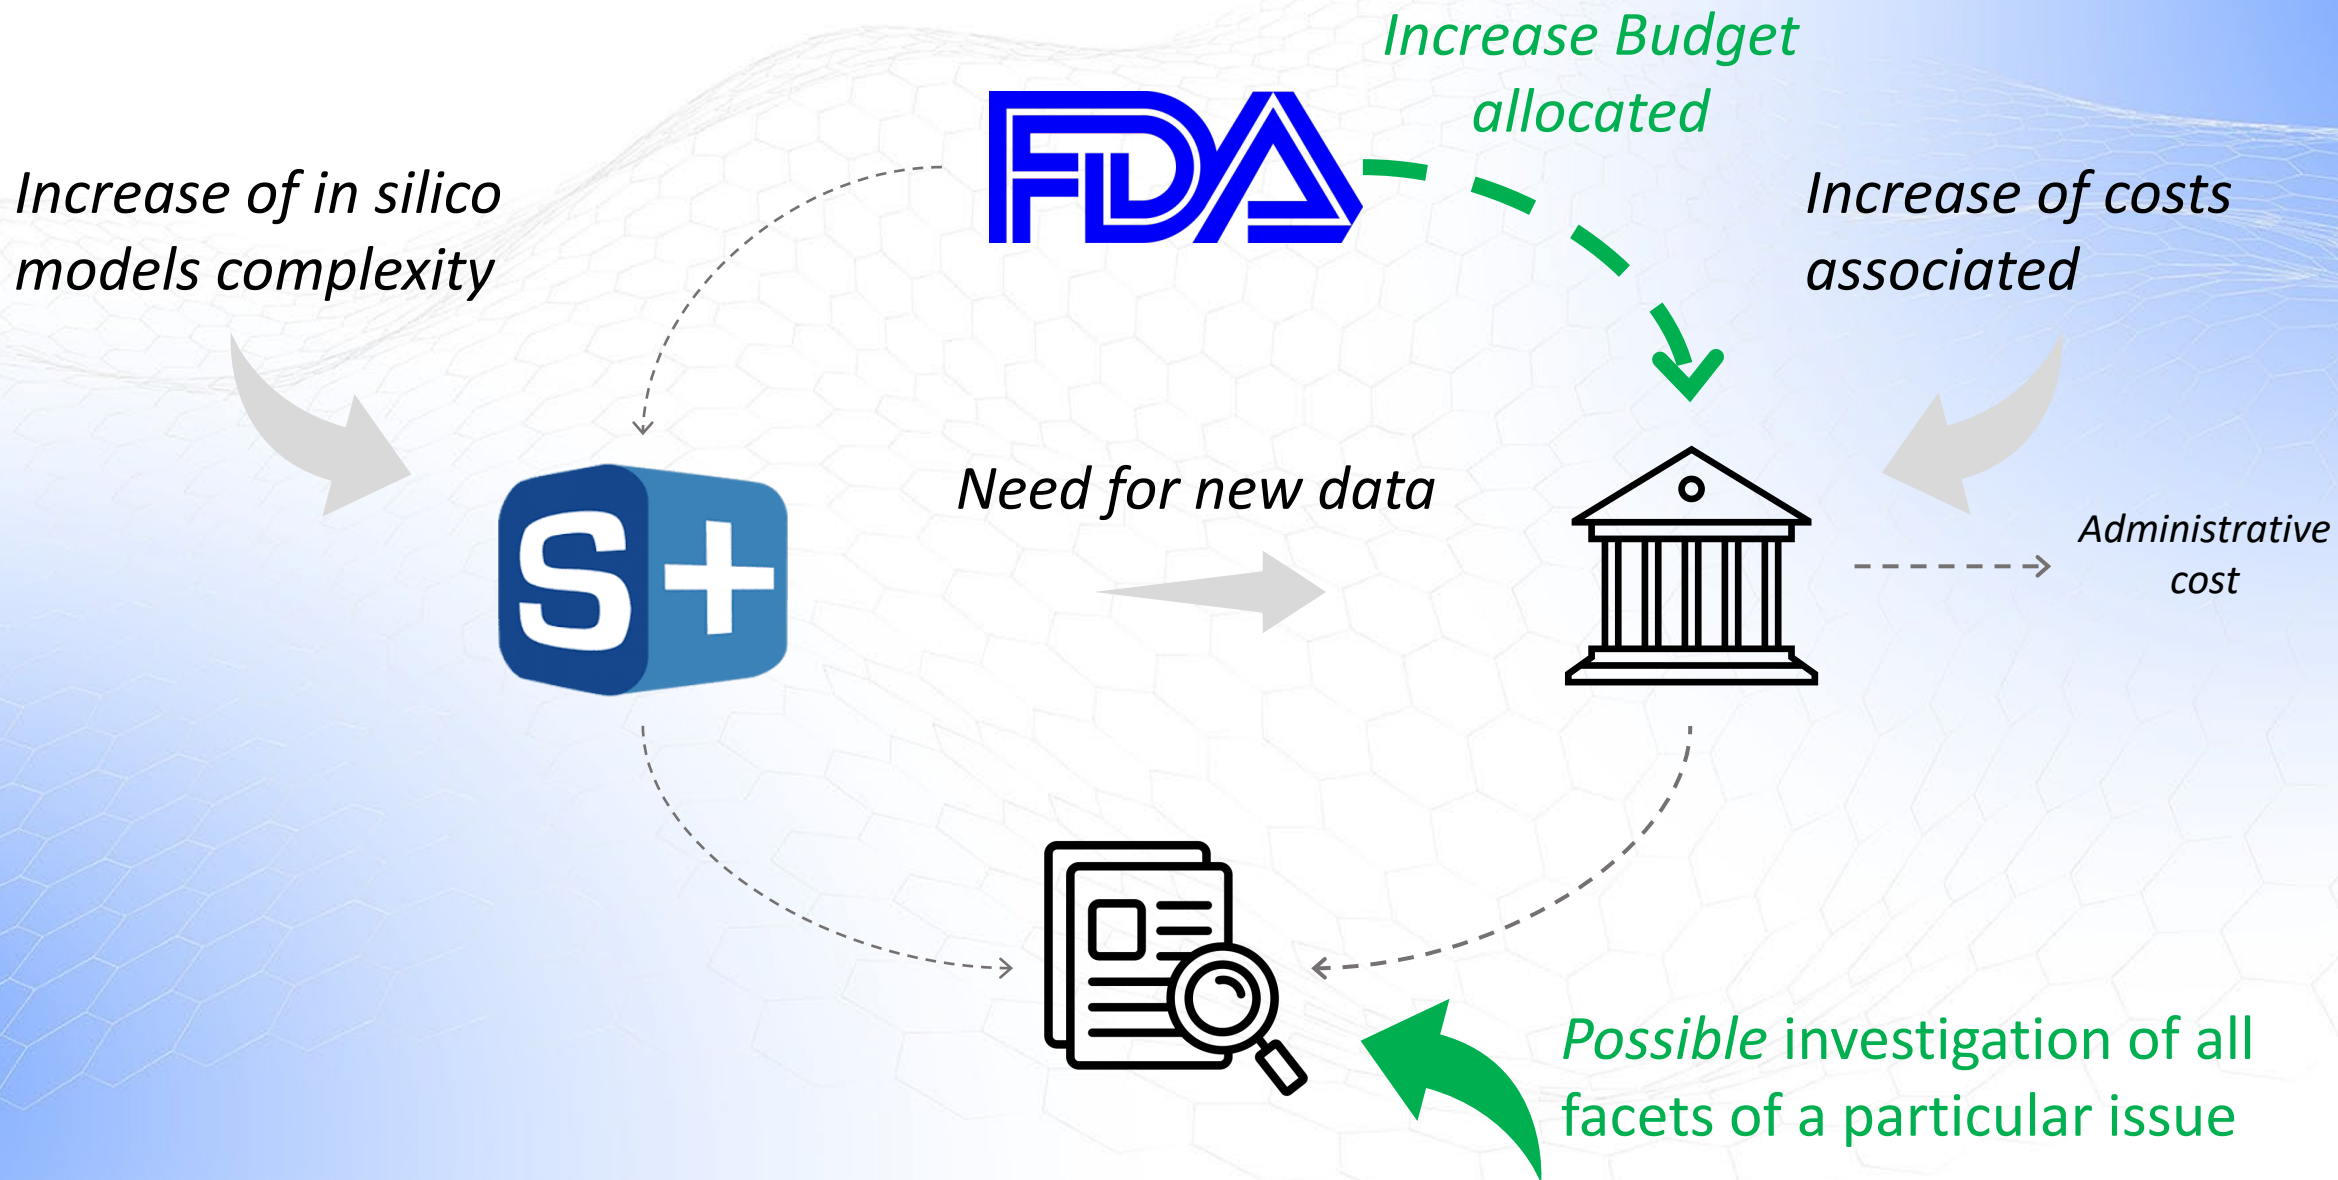 Increase Budget
allocated
FDA
Increase of in silico
models complexity
Increase of costs
associated
Need for new data
S+
Administrative
cost
Possible investigation of all
facets of a particular issue